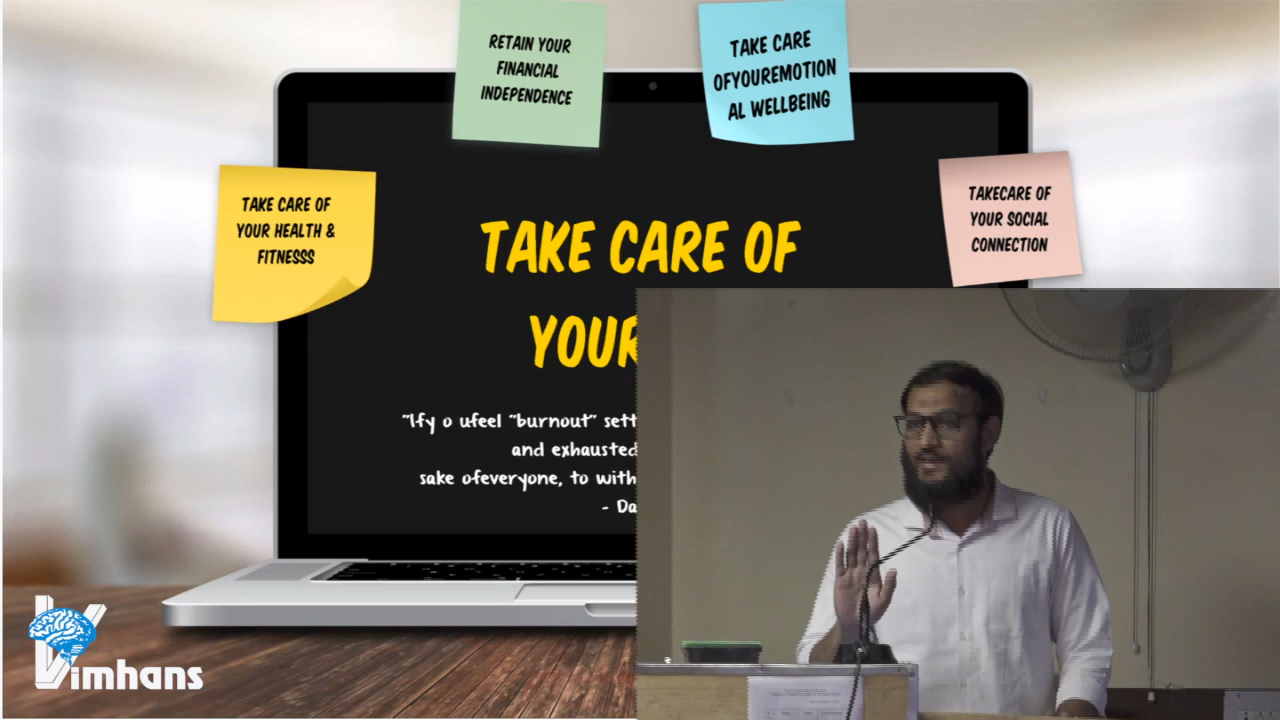 RETAIN YOUR
FINANCIAL
INDEPENDENCE
TAKE CARE
OFYOUREMOTION
AL WELLBEING
TAKE CARE OF
YOUR HEALTH &
FITNESSS
TAKECARE OF
YOUR SOCIAL
CONNECTION
TAKE CARE OF
YOUR
"Ify o ufeel "burnout" sett
and exhausted
sake ofeveryone, to with
- Da
Vimhans